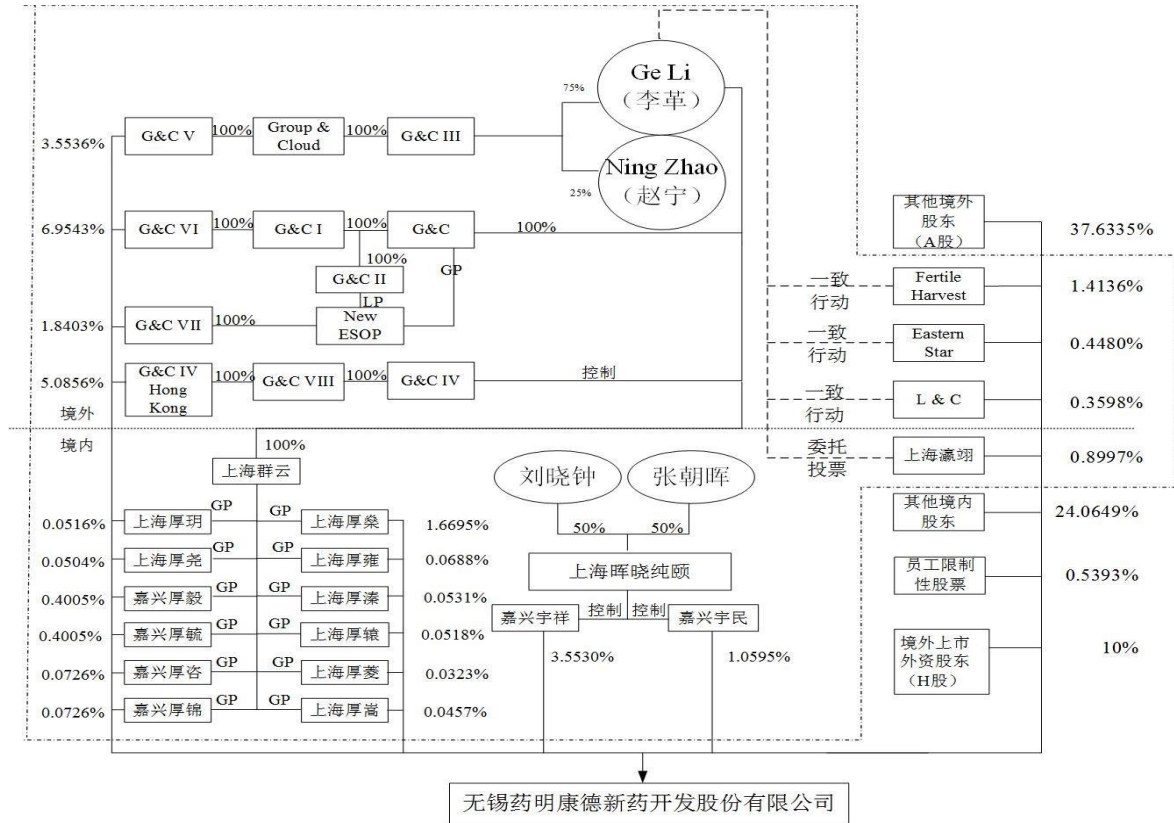 Ge Li
（李革）
75%
3.5536%
G&C V
100%
Group &
Cloud
100%
G&C III
Ning Zhao
（赵宁）
25%
6.9543%
G&C VI
100%
G&C I
100%
G&C
100%
100%
G&C II
GP
LP
1.8403%
G&C VII
100%
New
ESOP
5.0856%
G&C IV
Hong
Kong
100%
G&C VIII
100%
G&C IV
控制
境外
境内
其他境外
股东
（A股）
37.6335%
一致
行动
Fertile
Harvest
1.4136%
一致
行动
Eastern
Star
0.4480%
一致
行动
L & C
0.3598%
委托
投票
上海瀛翊
0.8997%
其他境内
股东
24.0649%
员工限制
性股票
0.5393%
境外上市
外资股东
（H股）
10%
100%
上海群云
0.0516%
上海厚玥
GP
GP
上海厚燊
1.6695%
0.0504%
上海厚尧
GP
GP
上海厚雍
0.0688%
0.4005%
嘉兴厚毅
GP
GP
上海厚溱
0.0531%
0.4005%
嘉兴厚毓
GP
GP
上海厚辕
0.0518%
0.0726%
嘉兴厚咨
GP
GP
上海厚菱
0.0323%
0.0726%
嘉兴厚锦
GP
GP
上海厚嵩
0.0457%
刘晓钟
张朝晖
50%
50%
上海晖晓纯颐
嘉兴宇祥
控制
控制
嘉兴宇民
3.5530%
1.0595%
无锡药明康德新药开发股份有限公司